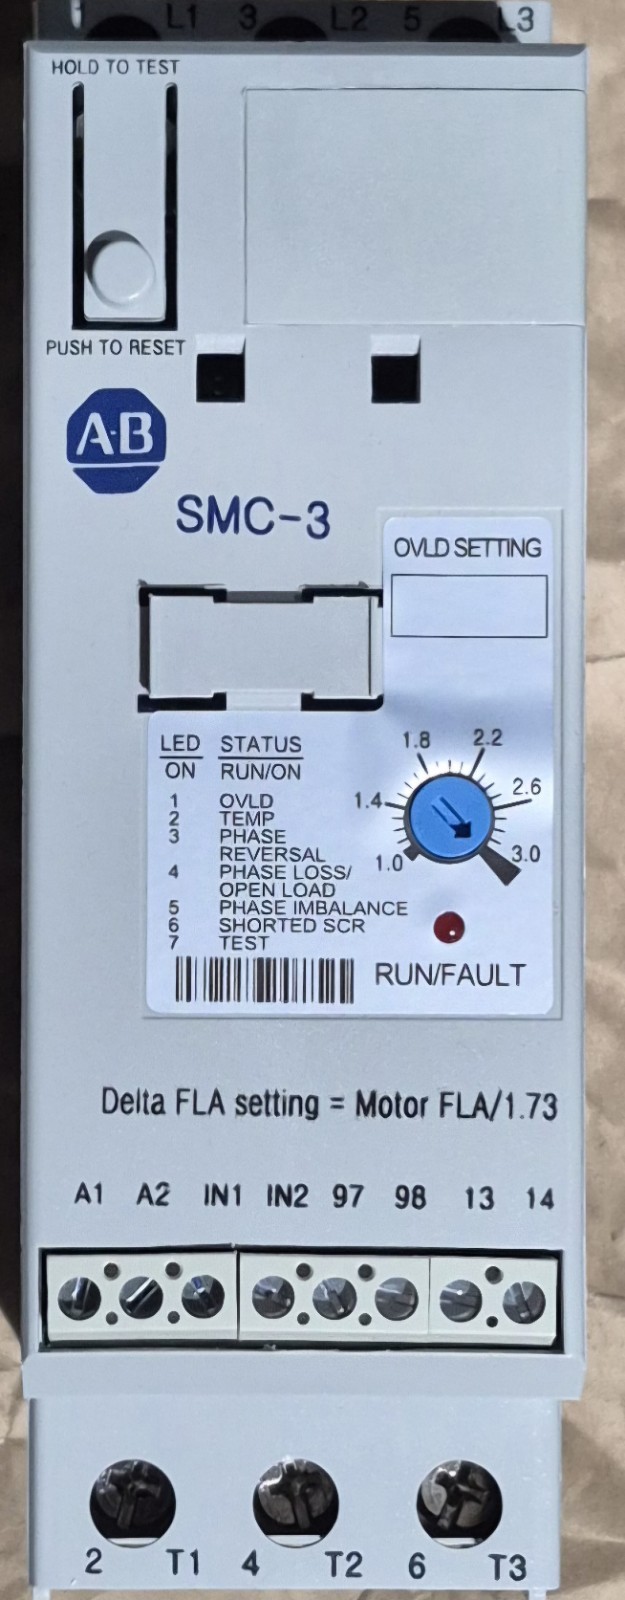 1 L1 3 L2 5 L3
HOLD TO TEST
PUSH TO RESET
A·B
SMC-3
OVLD SETTING
LED STATUS
ON RUN/ON
1 OVLD
2 TEMP
3 PHASE
REVERSAL
4 PHASE LOSS/
OPEN LOAD
5 PHASE IMBALANCE
6 SHORTED SCR
7 TEST
1.0 1.4 1.8 2.2 2.6 3.0
RUN/FAULT
Delta FLA setting = Motor FLA/1.73
A1 A2 IN1 IN2 97 98 13 14
2 T1 4 T2 6 T3